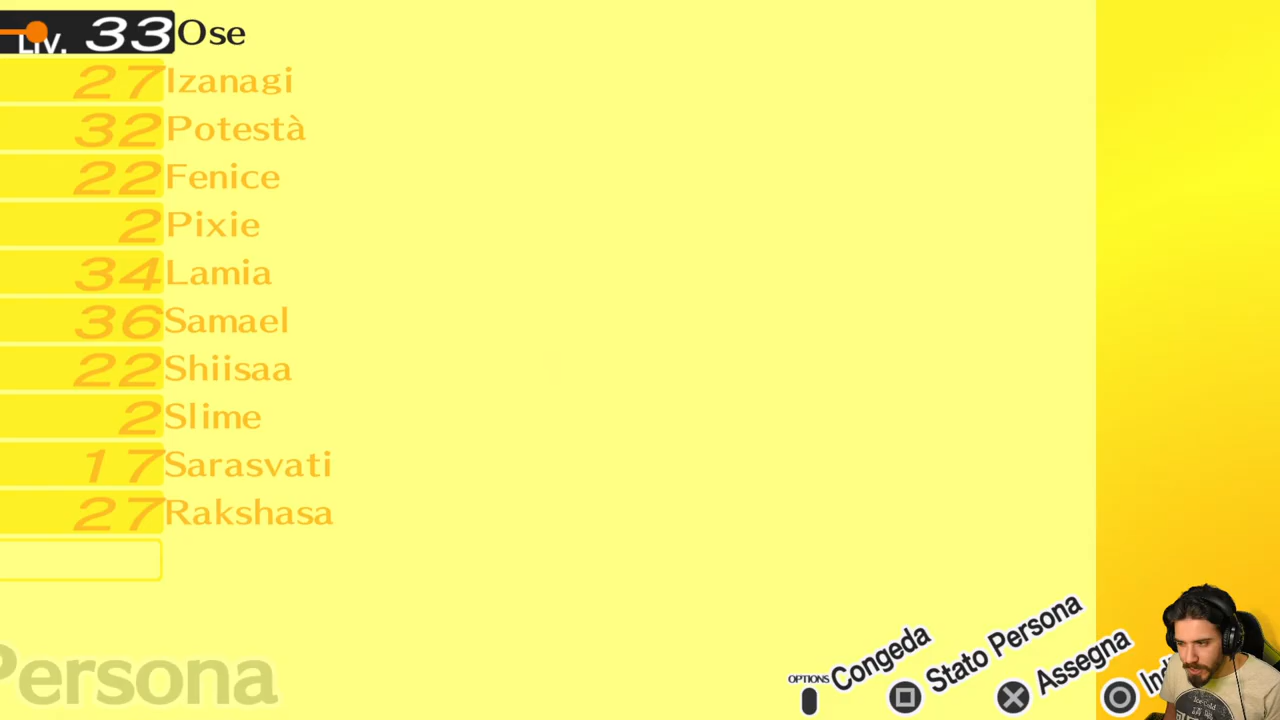 Liv. 33 Ose
27 Izanagi
32 Potestà
22 Fenice
2 Pixie
34 Lamia
36 Samael
22 Shiisaa
2 Slime
17 Sarasvati
27 Rakshasa
Persona
OPTIONS Congeda
Stato Persona
Assegna